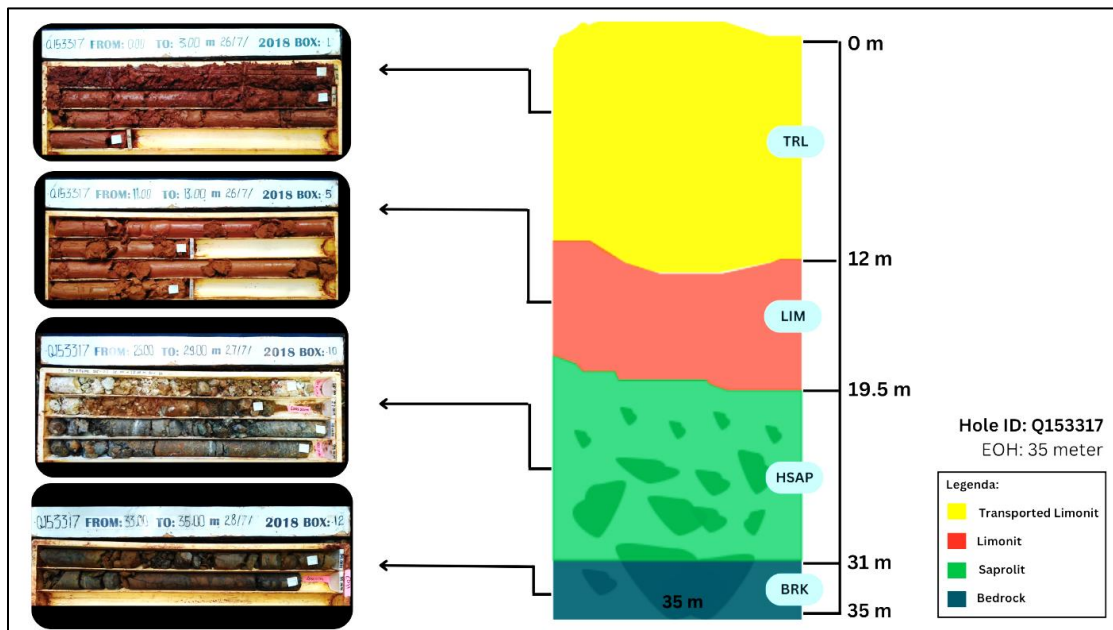 Q153317 FROM: 0.00 TO: 3.00 m 26/7/ 2018 BOX: 1
Q153317 FROM: 11.00 TO: 13.00 m 26/7/ 2018 BOX: 5
Q153317 FROM: 25.00 TO: 29.00 m 27/7/ 2018 BOX: 10
Q153317 FROM: 33.00 TO: 35.00 m 28/7/ 2018 BOX: 12
0 m
TRL
12 m
LIM
19.5 m
HSAP
31 m
BRK
35 m
35 m
Hole ID: Q153317
EOH: 35 meter
Legenda:
Transported Limonit
Limonit
Saprolit
Bedrock